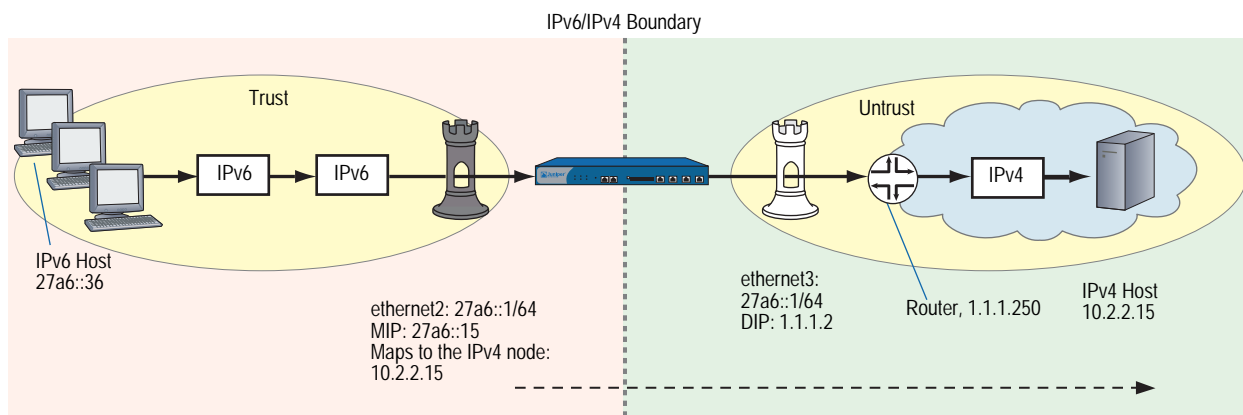 IPv6/IPv4 Boundary
Trust
Untrust
IPv6
IPv6
Juniper
IPv4
IPv6 Host
27a6::36
ethernet2: 27a6::1/64
MIP: 27a6::15
Maps to the IPv4 node:
10.2.2.15
ethernet3:
27a6::1/64
DIP: 1.1.1.2
Router, 1.1.1.250
IPv4 Host
10.2.2.15